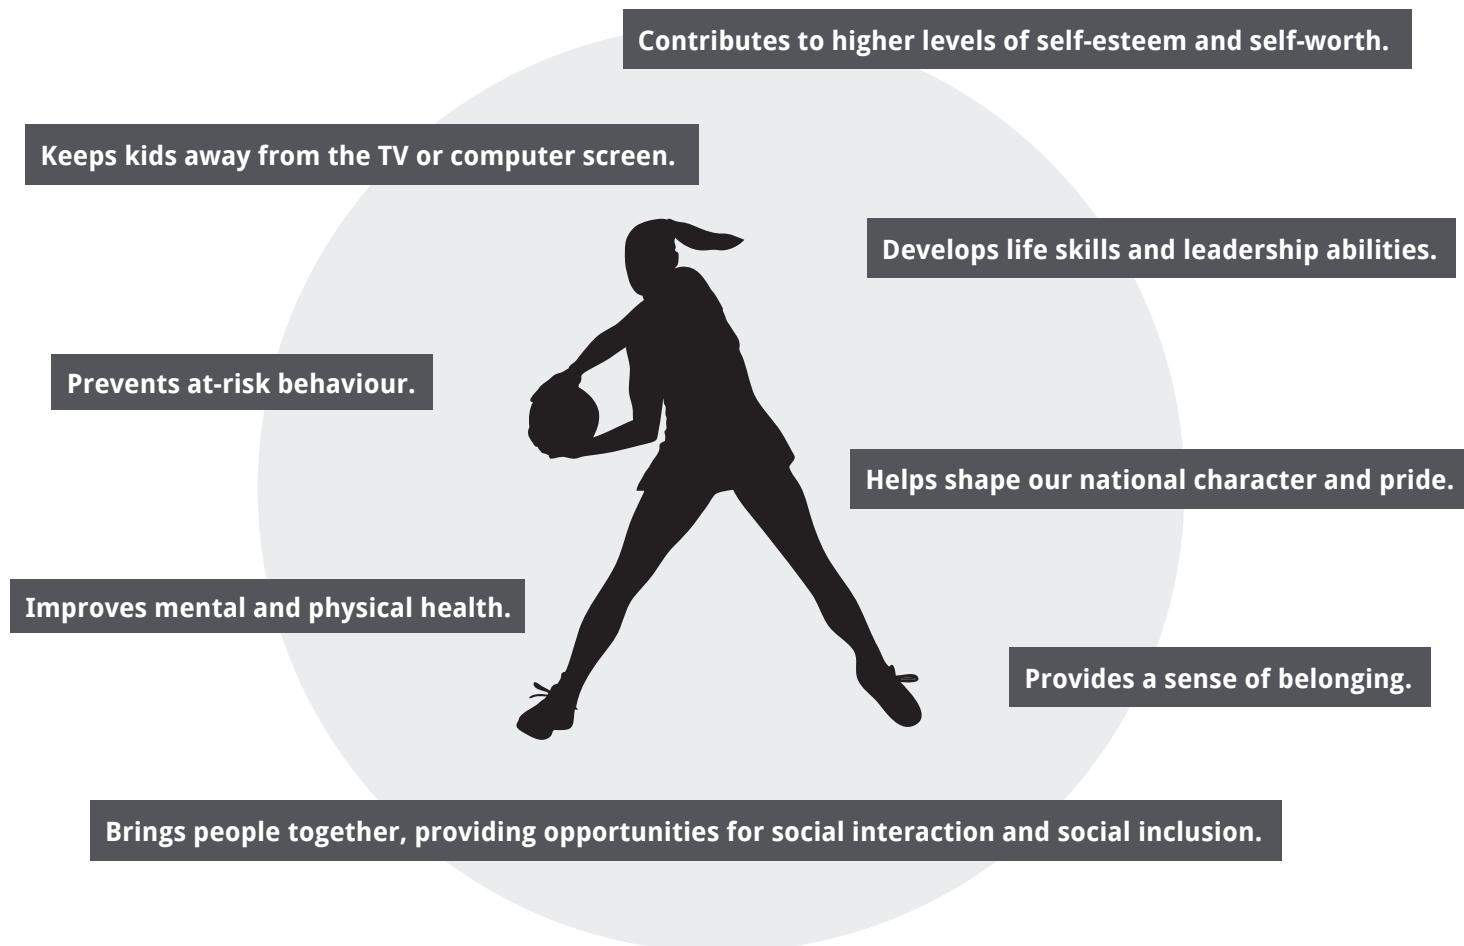 Contributes to higher levels of self-esteem and self-worth.
Keeps kids away from the TV or computer screen.
Develops life skills and leadership abilities.
Prevents at-risk behaviour.
Helps shape our national character and pride.
Improves mental and physical health.
Provides a sense of belonging.
Brings people together, providing opportunities for social interaction and social inclusion.